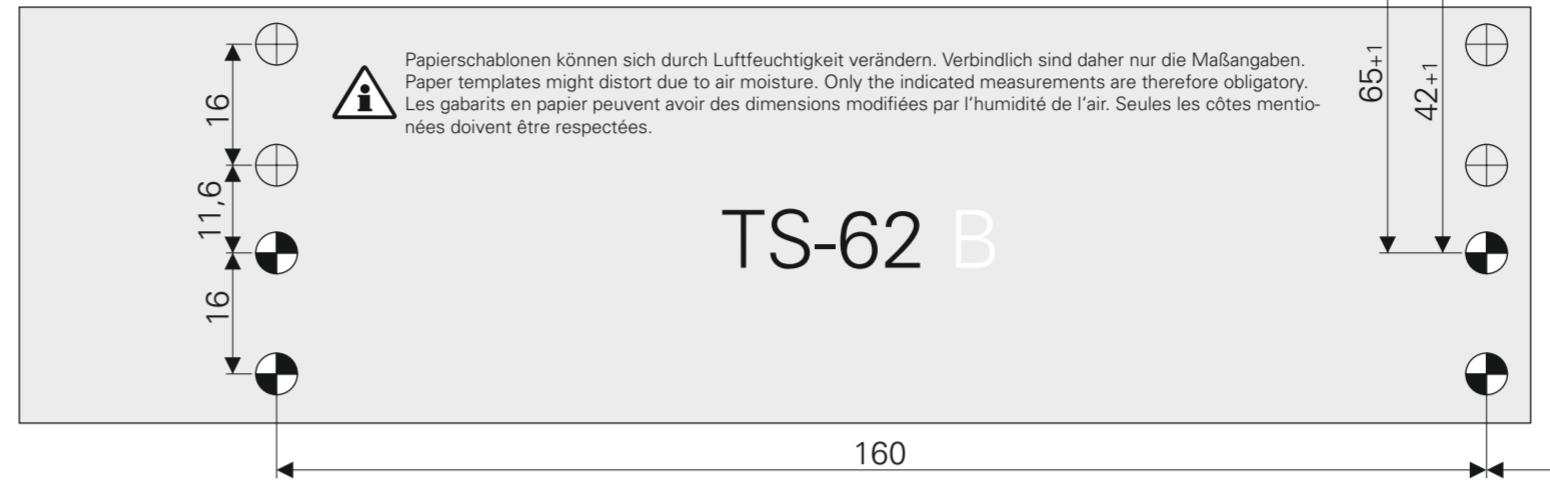 Papierschablonen können sich durch Luftfeuchtigkeit verändern. Verbindlich sind daher nur die Maßangaben.
Paper templates might distort due to air moisture. Only the indicated measurements are therefore obligatory.
Les gabarits en papier peuvent avoir des dimensions modifiées par l'humidité de l'air. Seules les côtes mentio-
nées doivent être respectées.
16
11,6
16
65+1
42+1
TS-62 B
160